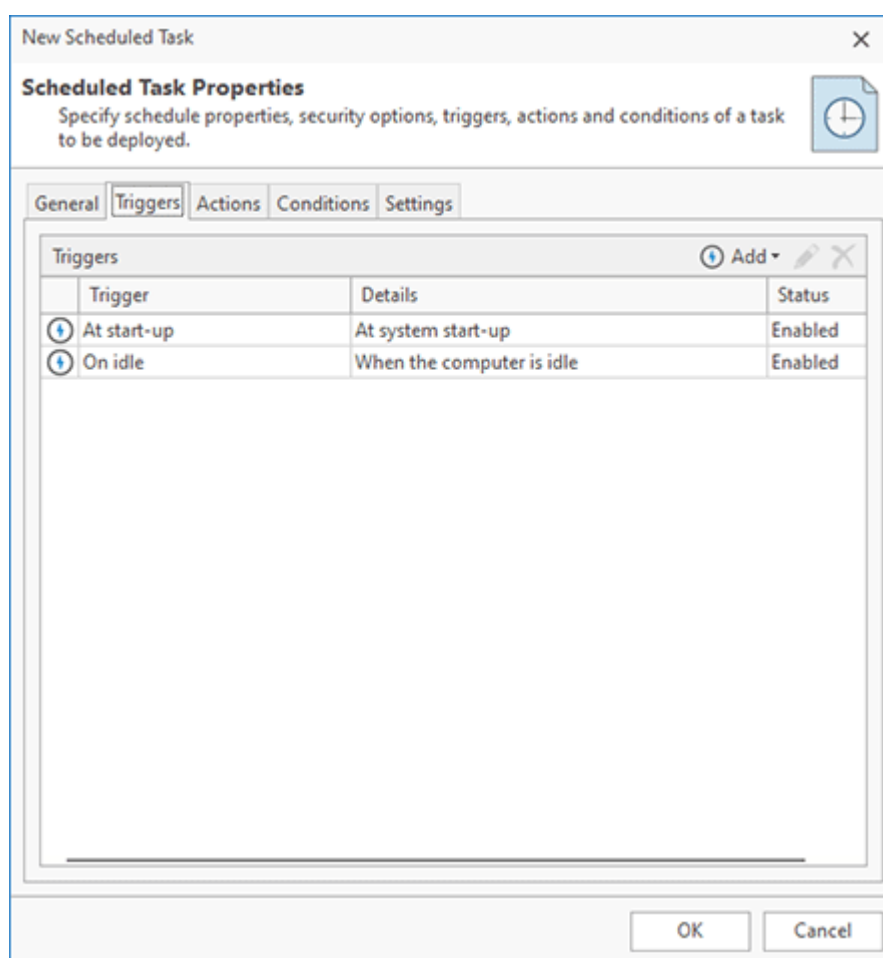 New Scheduled Task
Scheduled Task Properties
Specify schedule properties, security options, triggers, actions and conditions of a task
to be deployed.
General Triggers Actions Conditions Settings
Triggers Add
Trigger Details Status
At start-up At system start-up Enabled
On idle When the computer is idle Enabled
OK Cancel